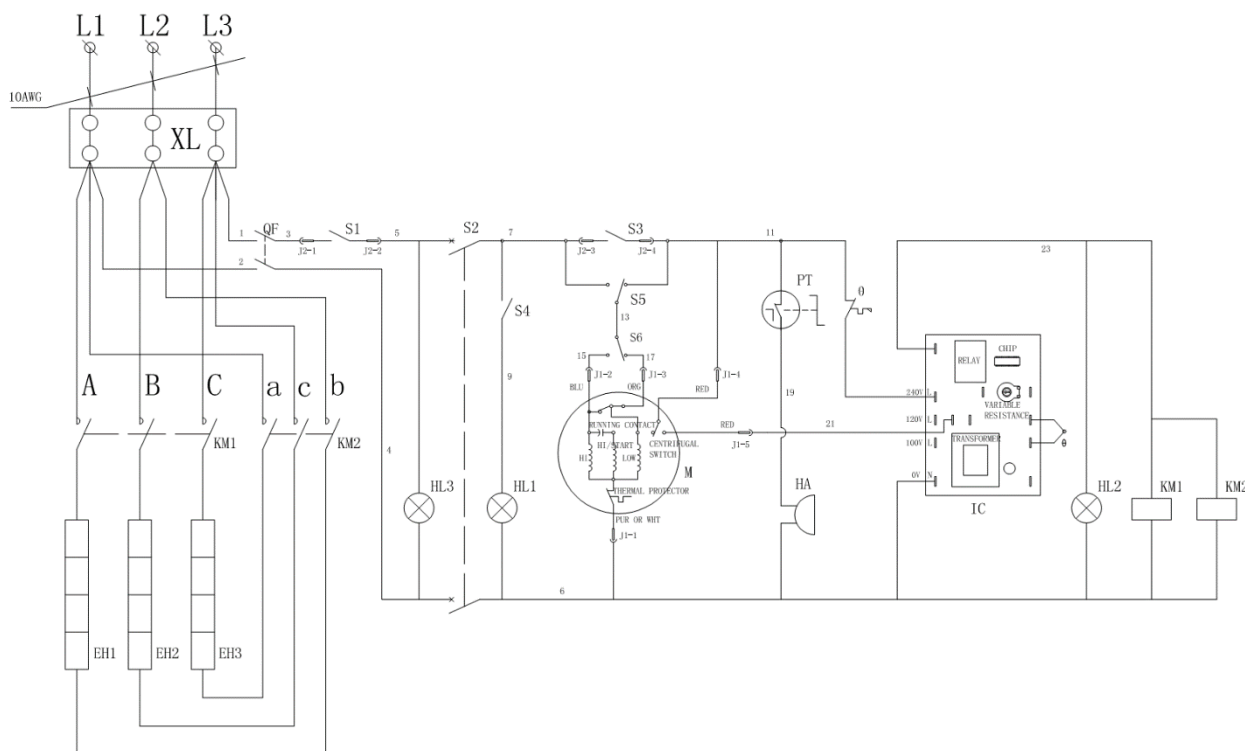 L1 L2 L3
10AWG
XL
1 QF 3 S1 5 S2 7 S3 11 23
J2-1 J2-2 J2-3 J2-4
2
PT θ
S5
S4 13
S6
15 17
J1-2 J1-3 J1-4
BLU ORG RED
9 19
RELAY CHIP
240V L VARIABLE
RESISTANCE
A B C a c b
RUNNING CONTACT RED 21 120V L
HI/START CENTRIFUGAL
SWITCH
J1-5 TRANSFORMER
KM1 KM2 4
HI LOW M 100V L θ
THERMAL PROTECTOR 0V N
HL3 HL1 HA IC HL2 KM1 KM2
PUR OR WHT
J1-1
6
EH1 EH2 EH3